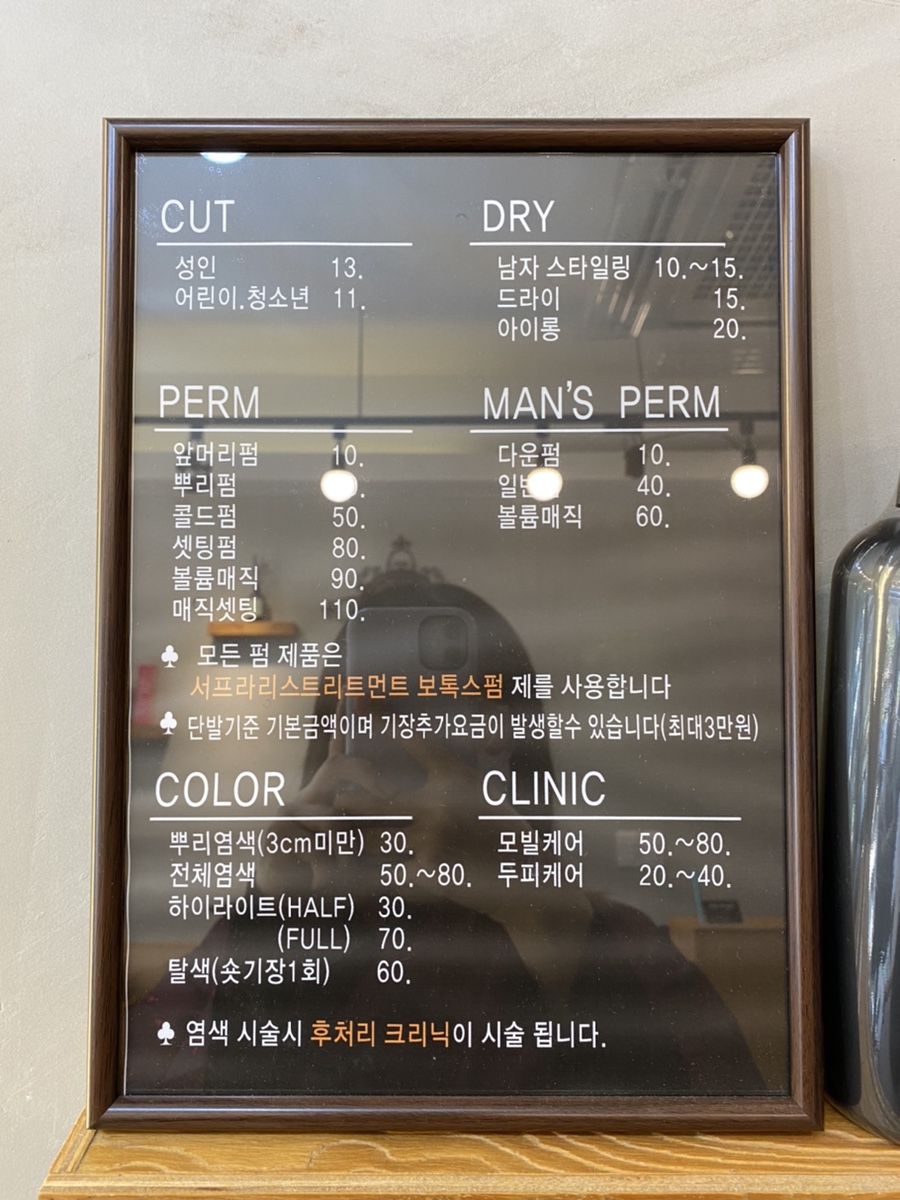 CUT
성인 13.
어린이.청소년 11.
DRY
남자 스타일링 10.~15.
드라이 15.
아이롱 20.
PERM
앞머리펌 10.
뿌리펌
콜드펌 50.
셋팅펌 80.
볼륨매직 90.
매직셋팅 110.
MAN'S PERM
다운펌 10.
40.
볼륨매직 60.
♣ 모든 펌 제품은
서프라리스트리트먼트 보톡스펌 제를 사용합니다
♣ 단발기준 기본금액이며 기장추가요금이 발생할수 있습니다(최대3만원)
COLOR
뿌리염색(3cm미만) 30.
전체염색 50.~80.
하이라이트(HALF) 30.
(FULL) 70.
탈색(숏기장1회) 60.
CLINIC
모빌케어 50.~80.
두피케어 20.~40.
♣ 염색 시술시 후처리 크리닉이 시술 됩니다.